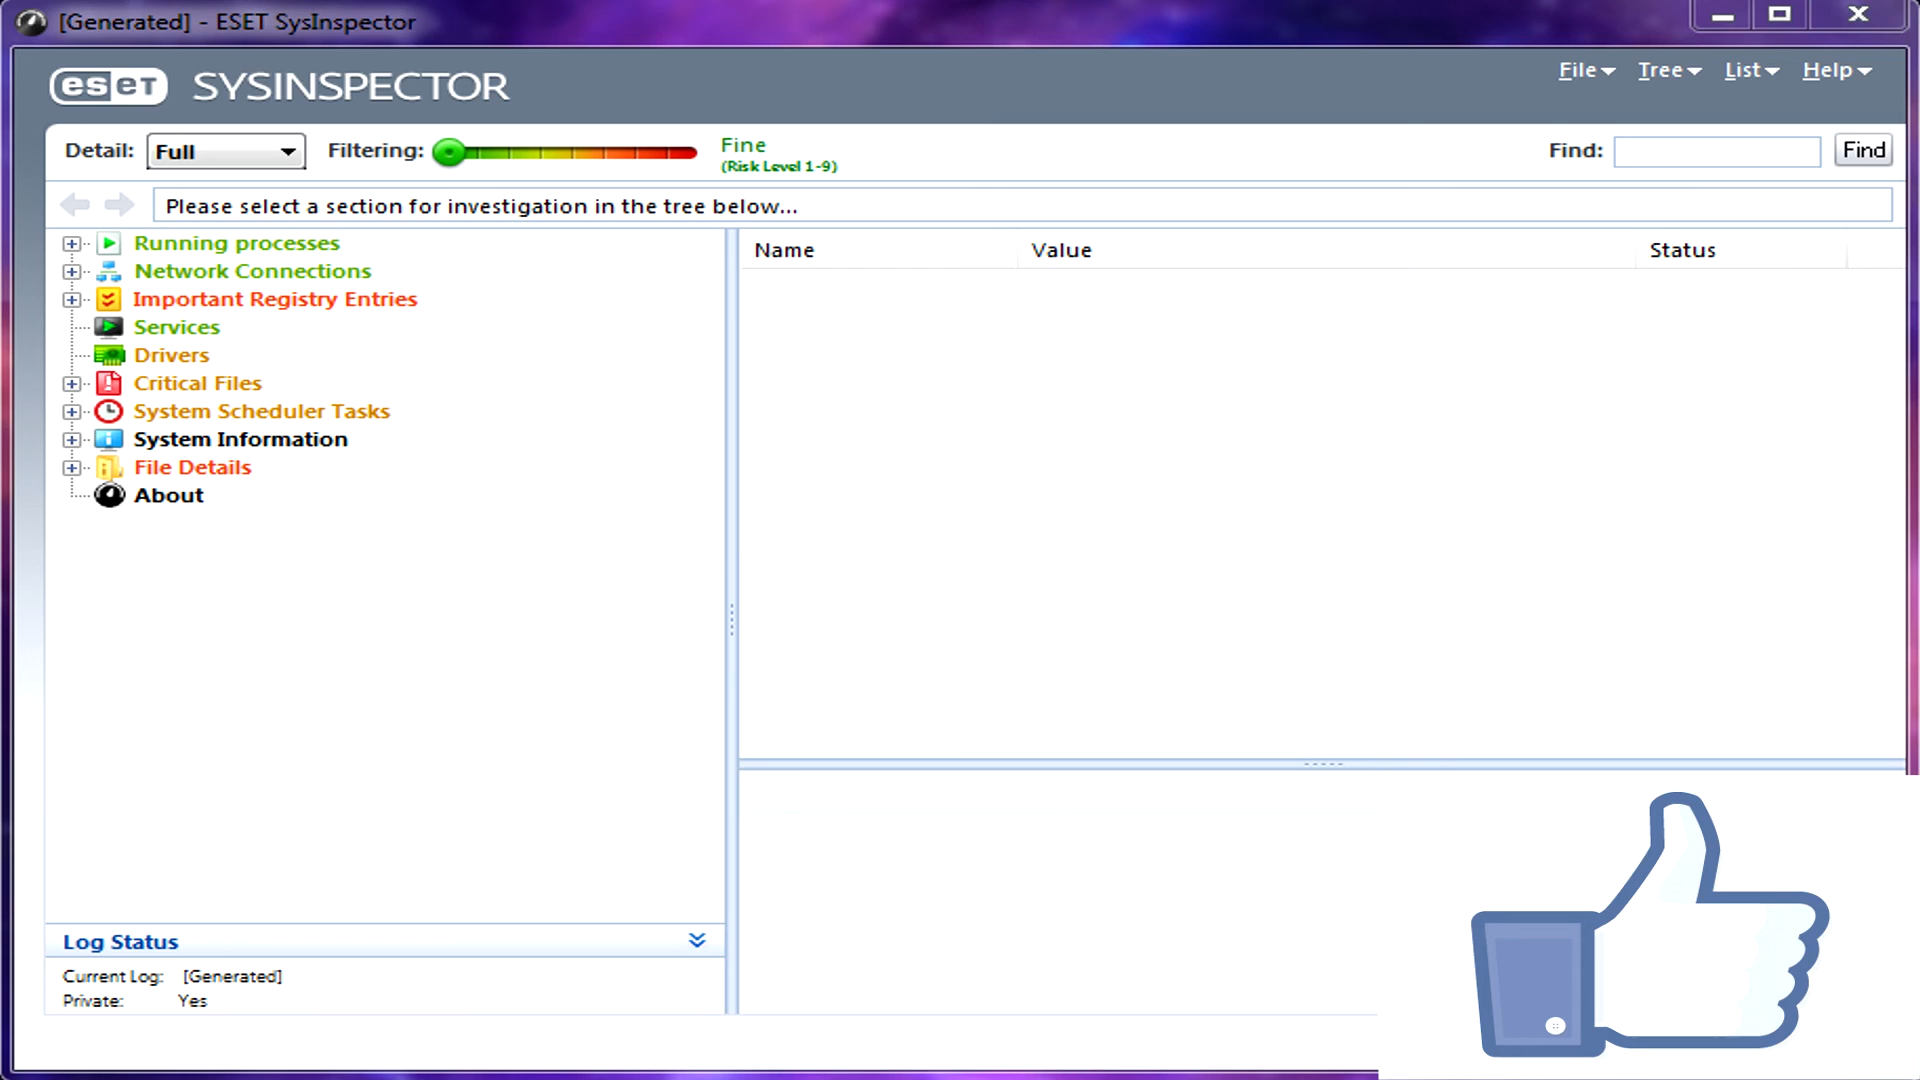 [Generated] - ESET SysInspector
eset SYSINSPECTOR
File Tree List Help
Detail: Full Filtering: Fine
(Risk Level 1-9)
Find: Find
Please select a section for investigation in the tree below...
Running processes
Network Connections
Important Registry Entries
Services
Drivers
Critical Files
System Scheduler Tasks
System Information
File Details
About
Name Value Status
Log Status
Current Log: [Generated]
Private: Yes